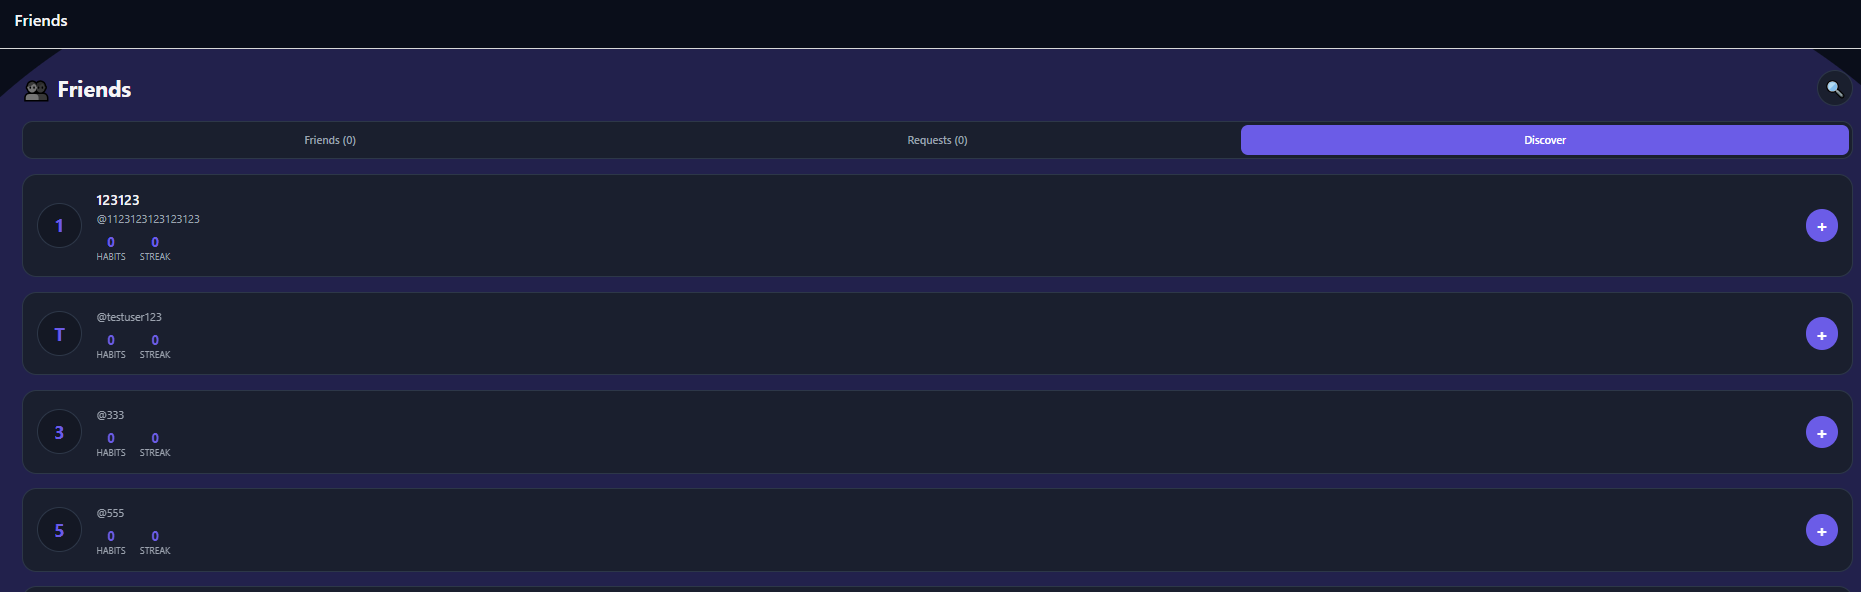 Friends
Friends
Friends (0) Requests (0) Discover
1
123123
@1123123123123123
0 0
HABITS STREAK
+
T
@testuser123
0 0
HABITS STREAK
+
3
@333
0 0
HABITS STREAK
+
5
@555
0 0
HABITS STREAK
+